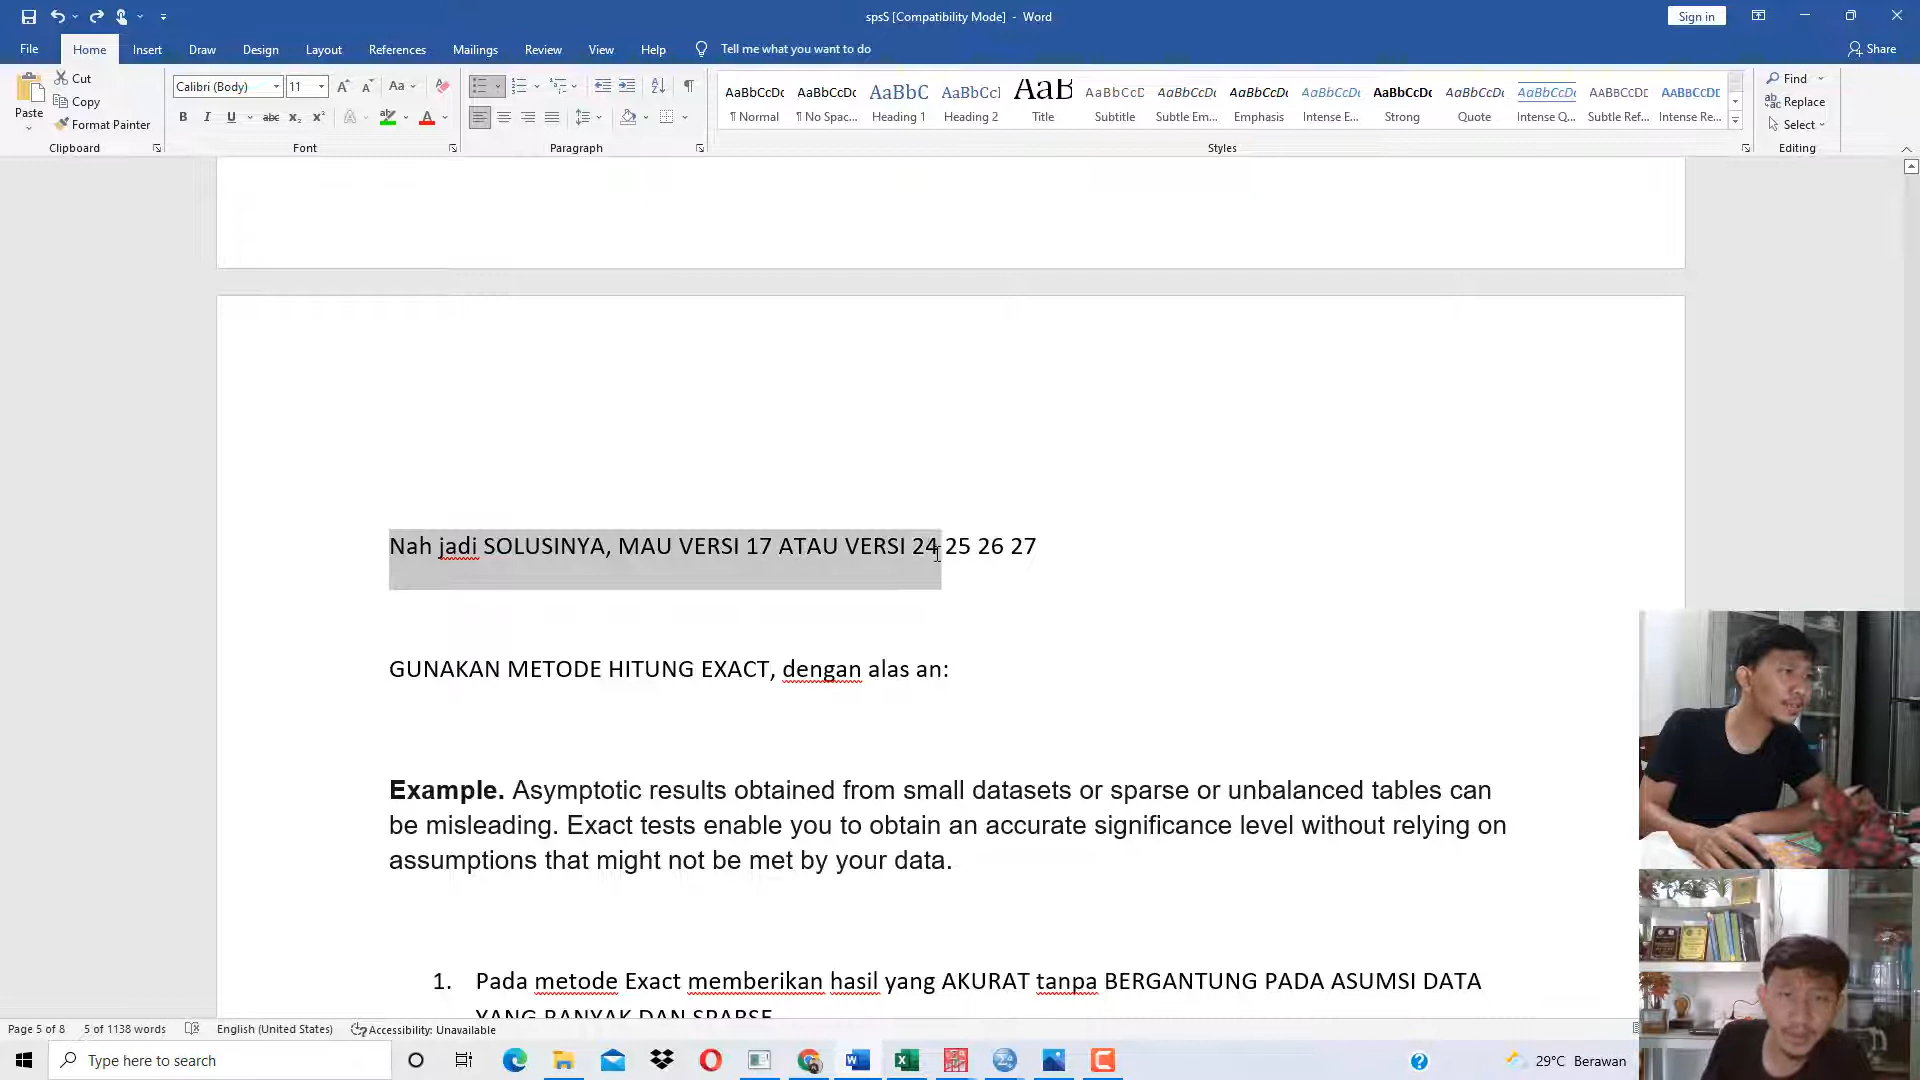 spsS [Compatibility Mode] - Word
Sign in
File Home Insert Draw Design Layout References Mailings Review View Help Tell me what you want to do Share
Paste
Cut
Copy
Format Painter
Clipboard
Calibri (Body) 11
Font
Paragraph
AaBbCcDc AaBbCcDc AaBbC AaBbCcI AaB AaBbCcD AaBbCcDc AaBbCcDc AaBbCcDc AaBbCcDc AaBbCcDc AaBbCcDc AABBCCDE AABBCCDE
¶ Normal ¶ No Spac... Heading 1 Heading 2 Title Subtitle Subtle Em... Emphasis Intense E... Strong Quote Intense Q... Subtle Ref... Intense Re...
Styles
Find
Replace
Select
Editing
Nah jadi SOLUSINYA, MAU VERSI 17 ATAU VERSI 24 25 26 27
GUNAKAN METODE HITUNG EXACT, dengan alas an:
Example. Asymptotic results obtained from small datasets or sparse or unbalanced tables can
be misleading. Exact tests enable you to obtain an accurate significance level without relying on
assumptions that might not be met by your data.
1. Pada metode Exact memberikan hasil yang AKURAT tanpa BERGANTUNG PADA ASUMSI DATA
YANG BANYAK DAN SPARSE
Page 5 of 8 5 of 1138 words English (United States) Accessibility: Unavailable
Type here to search
29°C Berawan